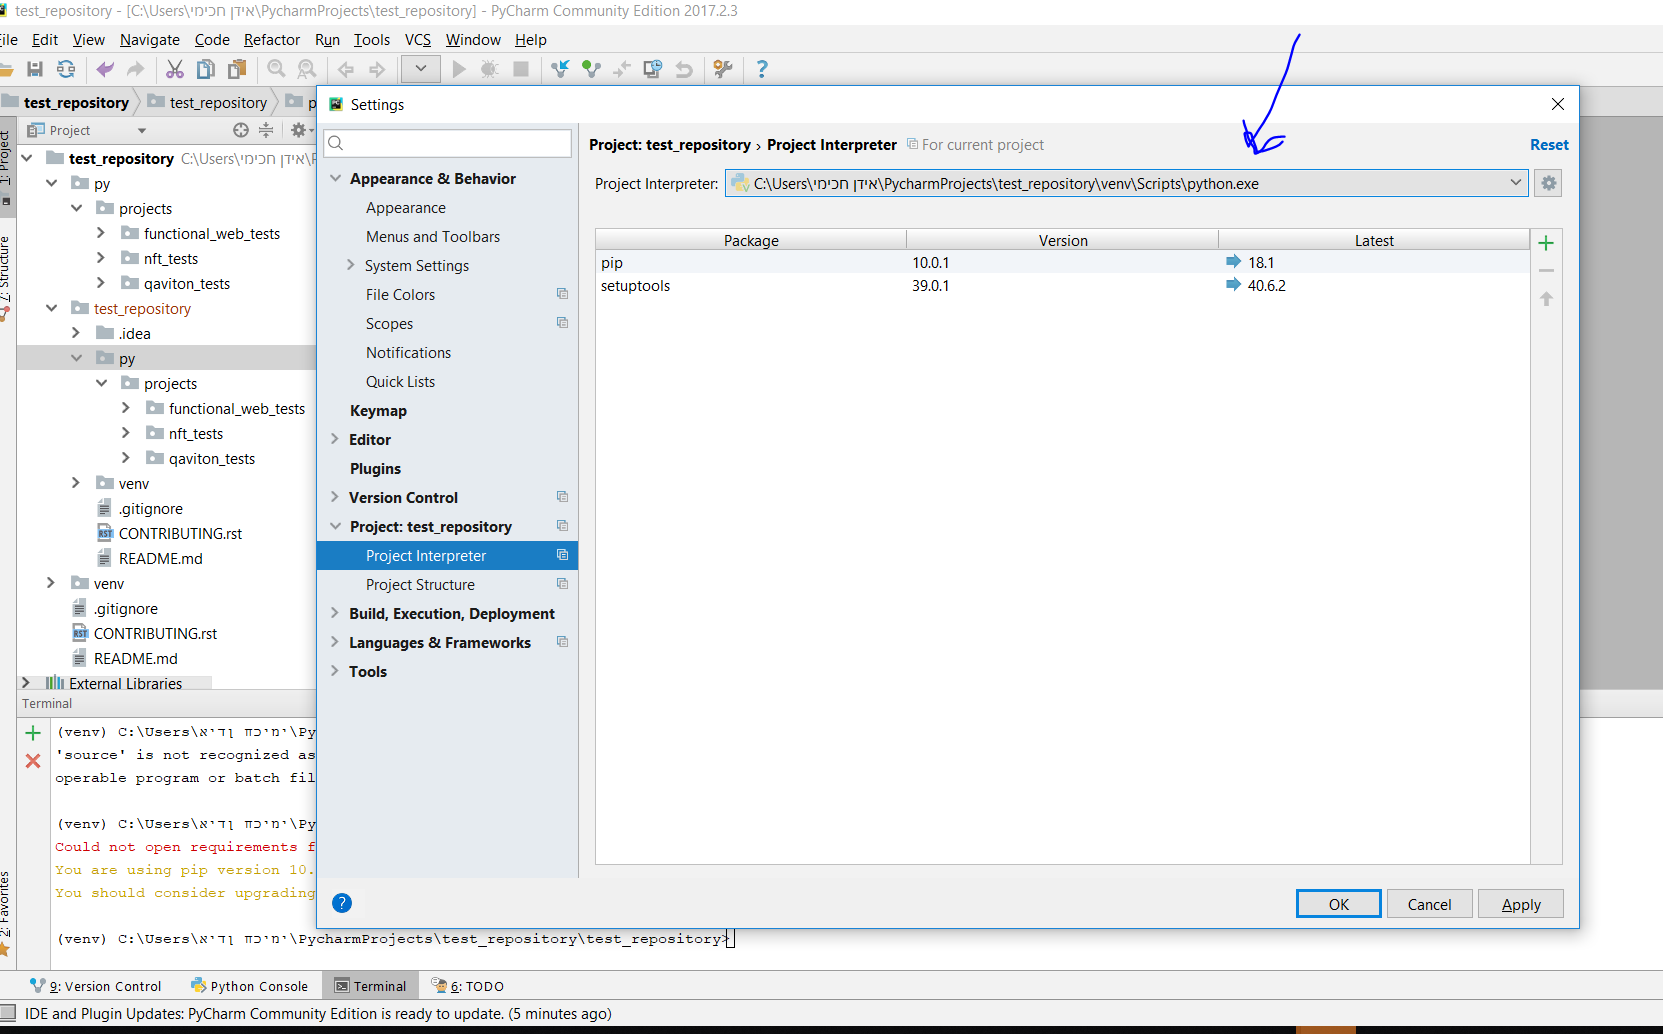 test_repository - [C:\Users\אידן חכימי\PycharmProjects\test_repository] - PyCharm Community Edition 2017.2.3
File Edit View Navigate Code Refactor Run Tools VCS Window Help
test_repository test_repository p
Project
1: Project
7: Structure
2: Favorites
test_repository C:\Users\אידן חכימי\P
py
projects
functional_web_tests
nft_tests
qaviton_tests
test_repository
.idea
py
projects
functional_web_tests
nft_tests
qaviton_tests
venv
.gitignore
CONTRIBUTING.rst
README.md
venv
.gitignore
CONTRIBUTING.rst
README.md
External Libraries
Settings
Appearance & Behavior
Appearance
Menus and Toolbars
System Settings
File Colors
Scopes
Notifications
Quick Lists
Keymap
Editor
Plugins
Version Control
Project: test_repository
Project Interpreter
Project Structure
Build, Execution, Deployment
Languages & Frameworks
Tools
Project: test_repository › Project Interpreter For current project Reset
Project Interpreter: C:\Users\אידן חכימי\PycharmProjects\test_repository\venv\Scripts\python.exe
Package Version Latest
pip 10.0.1 18.1
setuptools 39.0.1 40.6.2
OK Cancel Apply
Terminal
(venv) C:\Users\אידן חכימי\Py
'source' is not recognized as
operable program or batch fil
(venv) C:\Users\אידן חכימי\Py
Could not open requirements f
You are using pip version 10.
You should consider upgrading
(venv) C:\Users\אידן חכימי\PycharmProjects\test_repository\test_repository>
9: Version Control Python Console Terminal 6: TODO
IDE and Plugin Updates: PyCharm Community Edition is ready to update. (5 minutes ago)